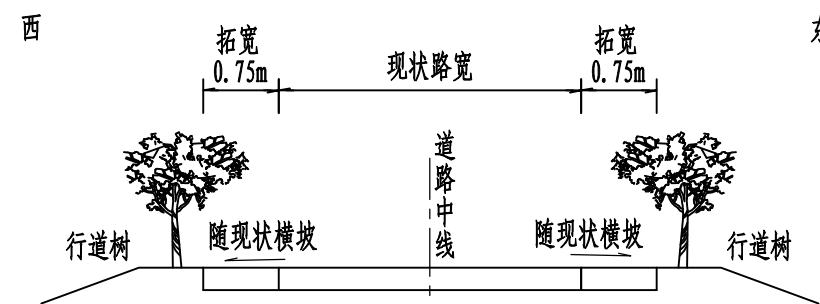 西
拓宽
0.75m
现状路宽
拓宽
0.75m
道路中线
行道树
随现状横坡
随现状横坡
行道树